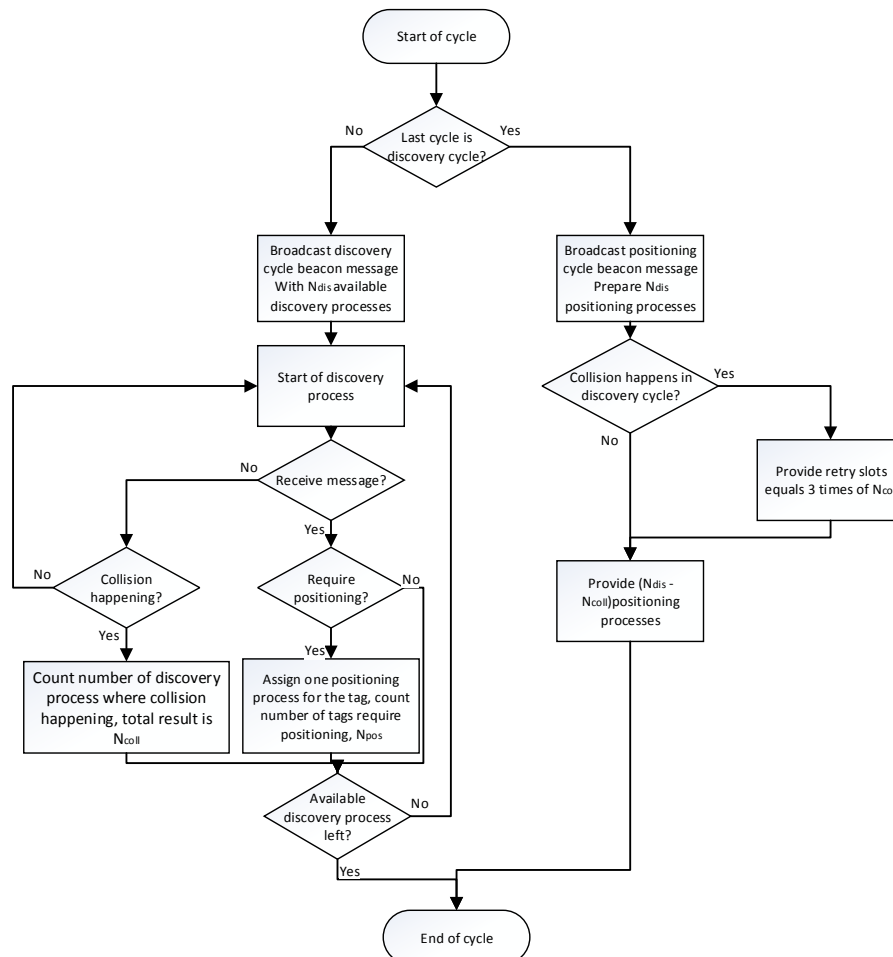 Start of cycle
No
Yes
Last cycle is
discovery cycle?
Broadcast discovery
cycle beacon message
With Ndis available
discovery processes
Broadcast positioning
cycle beacon message
Prepare Ndis
positioning processes
Start of discovery
process
Collision happens in
discovery cycle?
Yes
No
No
Receive message?
Provide retry slots
equals 3 times of Nco
Yes
No
Collision
happening?
Require
positioning?
No
Provide (Ndis -
Ncoll)positioning
processes
Yes
Yes
Count number of discovery
process where collision
happening, total result is
Ncoll
Assign one positioning
process for the tag, count
number of tags require
positioning, Npos
Available
discovery process
left?
No
Yes
End of cycle